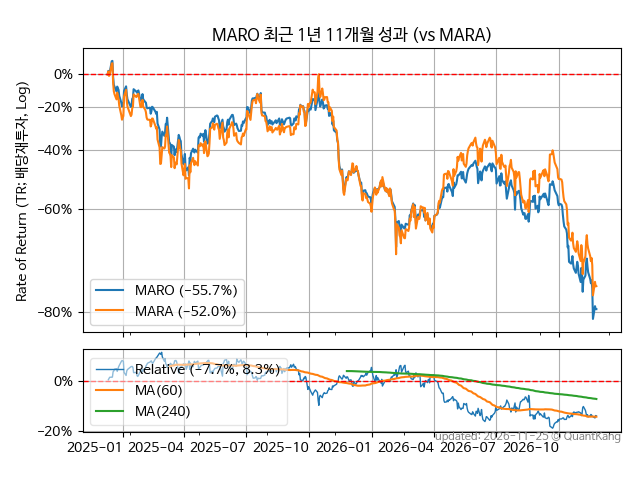 MARO 최근 1년 11개월 성과 (vs MARA)
Rate of Return (TR: 배당재투자, Log)
0%
−20%
−40%
−60%
−80%
MARO (−55.7%)
MARA (−52.0%)
0%
−20%
Relative (−7.7%, 8.3%)
MA(60)
MA(240)
2025−01 2025−04 2025−07 2025−10 2026−01 2026−04 2026−07 2026−10
updated: 2026−11−25 © QuantKang